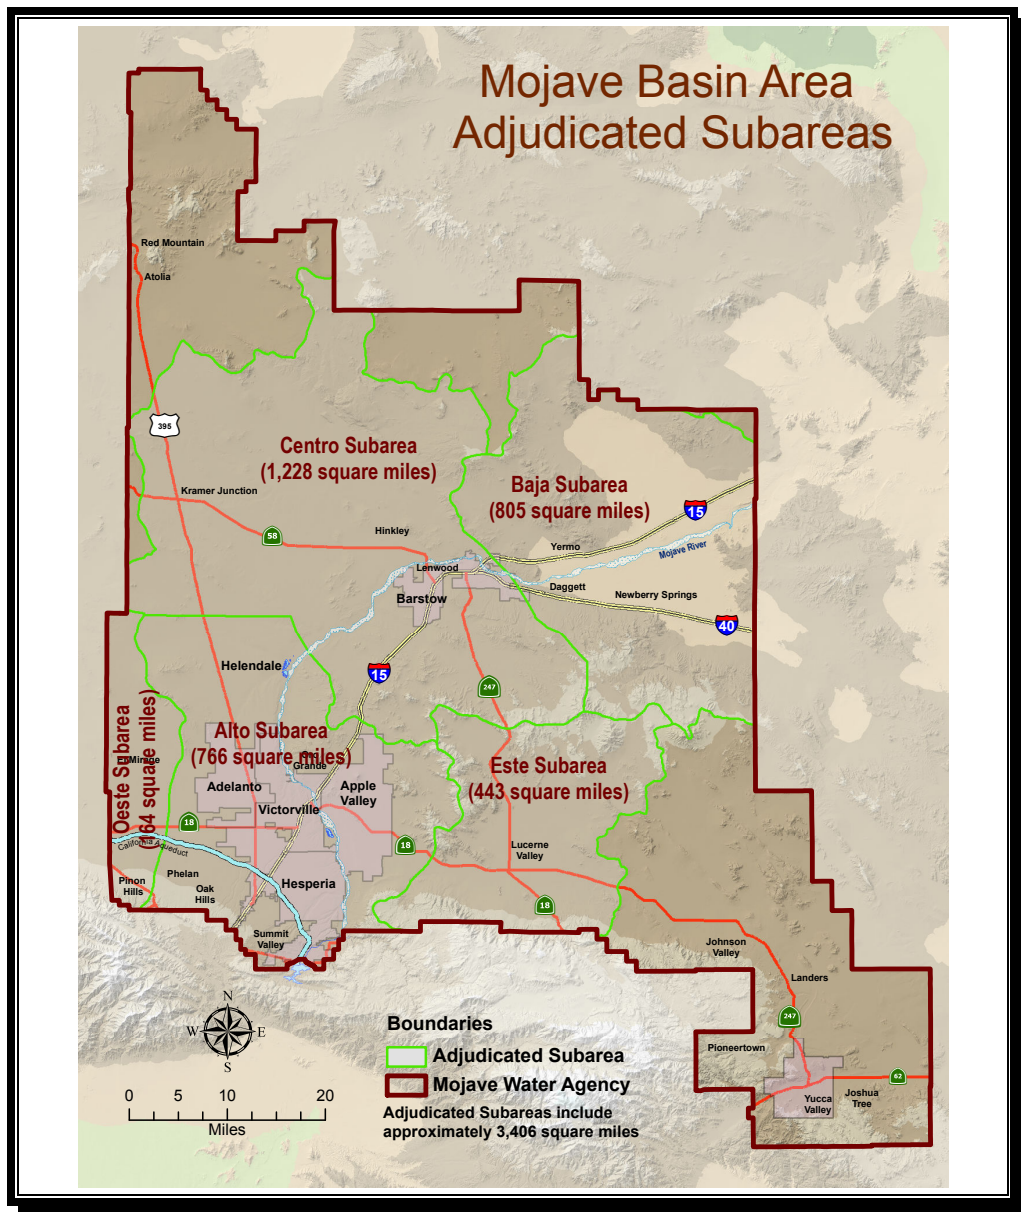 Mojave Basin Area
Adjudicated Subareas
Red Mountain
Atolia
395
Centro Subarea
(1,228 square miles)
Kramer Junction
Baja Subarea
(805 square miles)
15
58
Hinkley
Yermo
Mojave River
Lenwood
Daggett
Barstow
Newberry Springs
40
Helendale
15
247
Oeste Subarea
(164 square miles)
El Mirage
Alto Subarea
(766 square miles)
Oro
Grande
Este Subarea
(443 square miles)
Adelanto
Apple
Valley
Victorville
18
18
California Aqueduct
Lucerne
Valley
Phelan
Pinon
Hills
Oak
Hills
Hesperia
18
Summit
Valley
Johnson
Valley
Landers
247
Pioneertown
62
Yucca
Valley
Joshua
Tree
N
W
E
S
0 5 10 20
Miles
Boundaries
Adjudicated Subarea
Mojave Water Agency
Adjudicated Subareas include
approximately 3,406 square miles